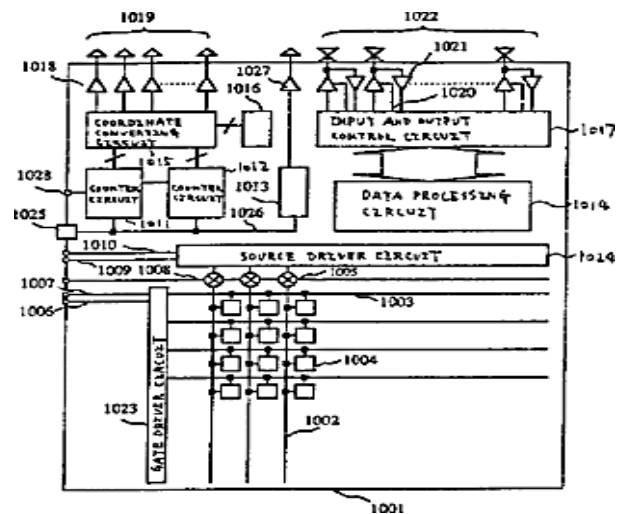 1019
1022
1018
1027
1016
1021
1020
COORDINATE
CONVERTING
CIRCUIT
INPUT AND OUTPUT
CONTROL CIRCUIT
1017
1015
1012
1028
COUNTER
CIRCUIT
COUNTER
CIRCUIT
1013
DATA PROCESSING
CIRCUIT
1014
1025
1011
1026
1010
SOURCE DRIVER CIRCUIT
1024
1009
1008
1005
1007
1006
1003
1004
1023
GATE DRIVER CIRCUIT
1002
1001